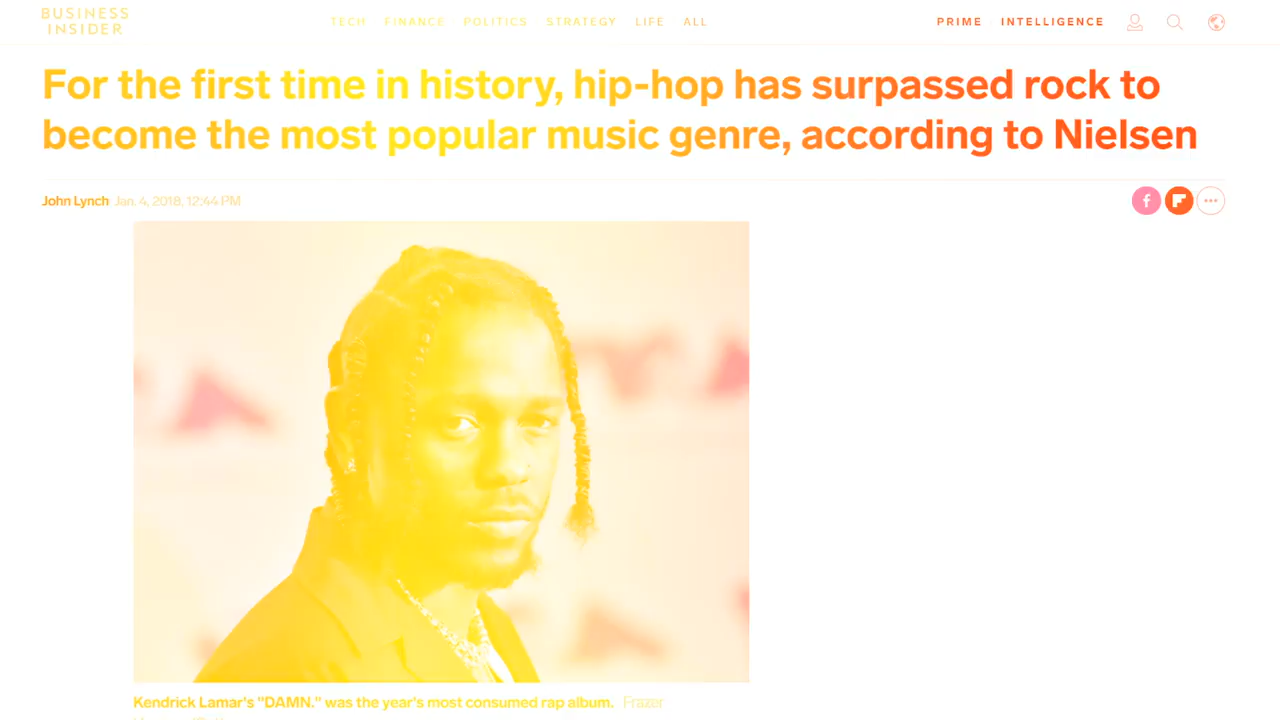 BUSINESS
INSIDER
TECH FINANCE POLITICS STRATEGY LIFE ALL
PRIME INTELLIGENCE
For the first time in history, hip-hop has surpassed rock to
become the most popular music genre, according to Nielsen
John Lynch Jan. 4, 2018, 12:44 PM
Kendrick Lamar's "DAMN." was the year's most consumed rap album. Frazer